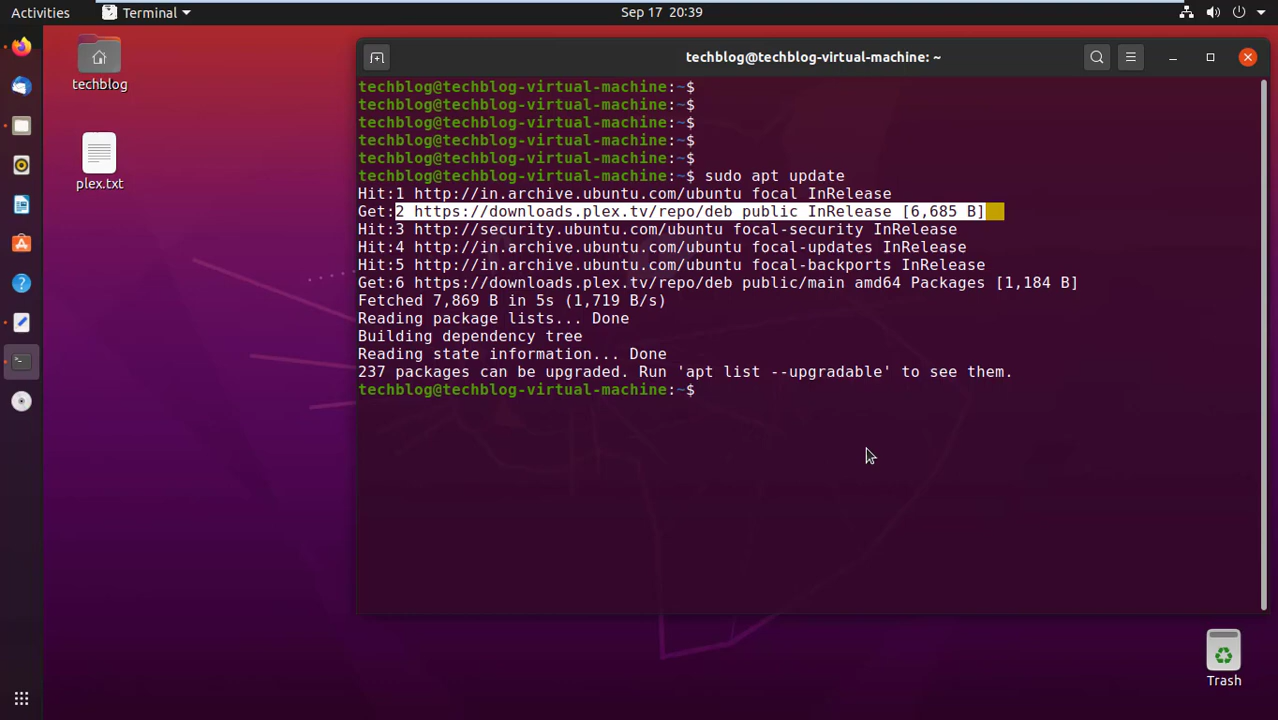 Activities
Terminal
Sep 17 20:39
techblog
plex.txt
techblog@techblog-virtual-machine: ~
techblog@techblog-virtual-machine:~$
techblog@techblog-virtual-machine:~$
techblog@techblog-virtual-machine:~$
techblog@techblog-virtual-machine:~$
techblog@techblog-virtual-machine:~$
techblog@techblog-virtual-machine:~$ sudo apt update
Hit:1 http://in.archive.ubuntu.com/ubuntu focal InRelease
Get:2 https://downloads.plex.tv/repo/deb public InRelease [6,685 B]
Hit:3 http://security.ubuntu.com/ubuntu focal-security InRelease
Hit:4 http://in.archive.ubuntu.com/ubuntu focal-updates InRelease
Hit:5 http://in.archive.ubuntu.com/ubuntu focal-backports InRelease
Get:6 https://downloads.plex.tv/repo/deb public/main amd64 Packages [1,184 B]
Fetched 7,869 B in 5s (1,719 B/s)
Reading package lists... Done
Building dependency tree
Reading state information... Done
237 packages can be upgraded. Run 'apt list --upgradable' to see them.
techblog@techblog-virtual-machine:~$
Trash